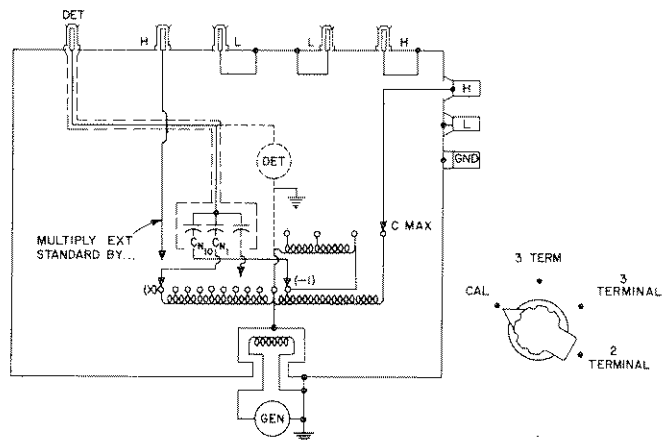 DET
H
L
L
H
H
L
GND
DET
C MAX
MULTIPLY EXT
STANDARD BY...
CN10 CN1
(X)
(-1)
GEN
3 TERM
CAL.
3
TERMINAL
2
TERMINAL